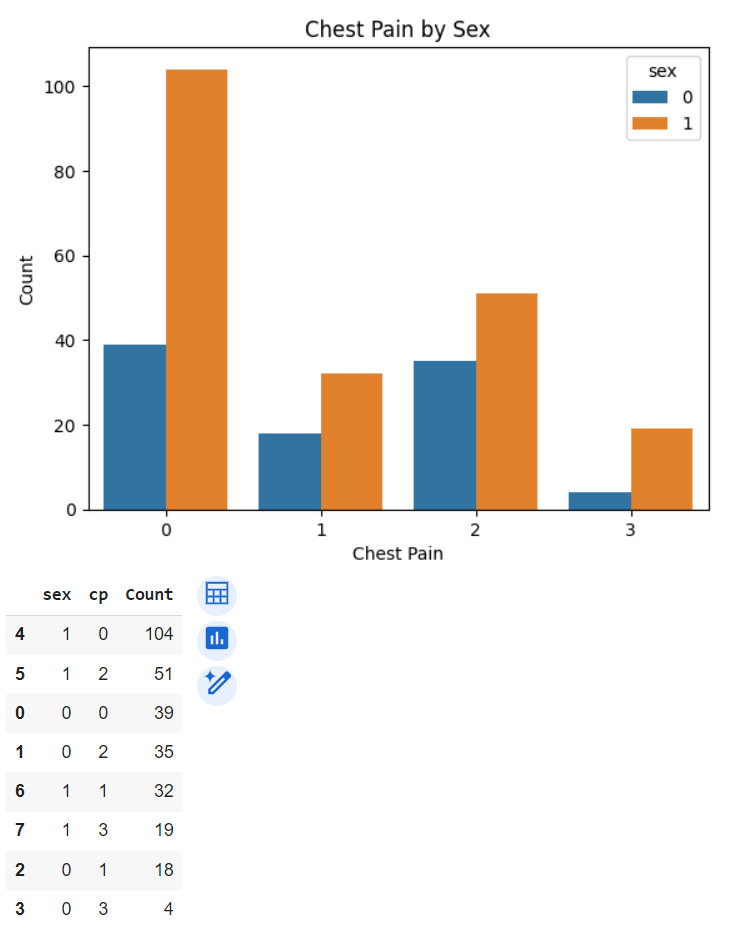 Chest Pain by Sex
sex
0
1
100
80
60
40
20
0
Count
0 1 2 3
Chest Pain
sex cp Count
4 1 0 104
5 1 2 51
0 0 0 39
1 0 2 35
6 1 1 32
7 1 3 19
2 0 1 18
3 0 3 4